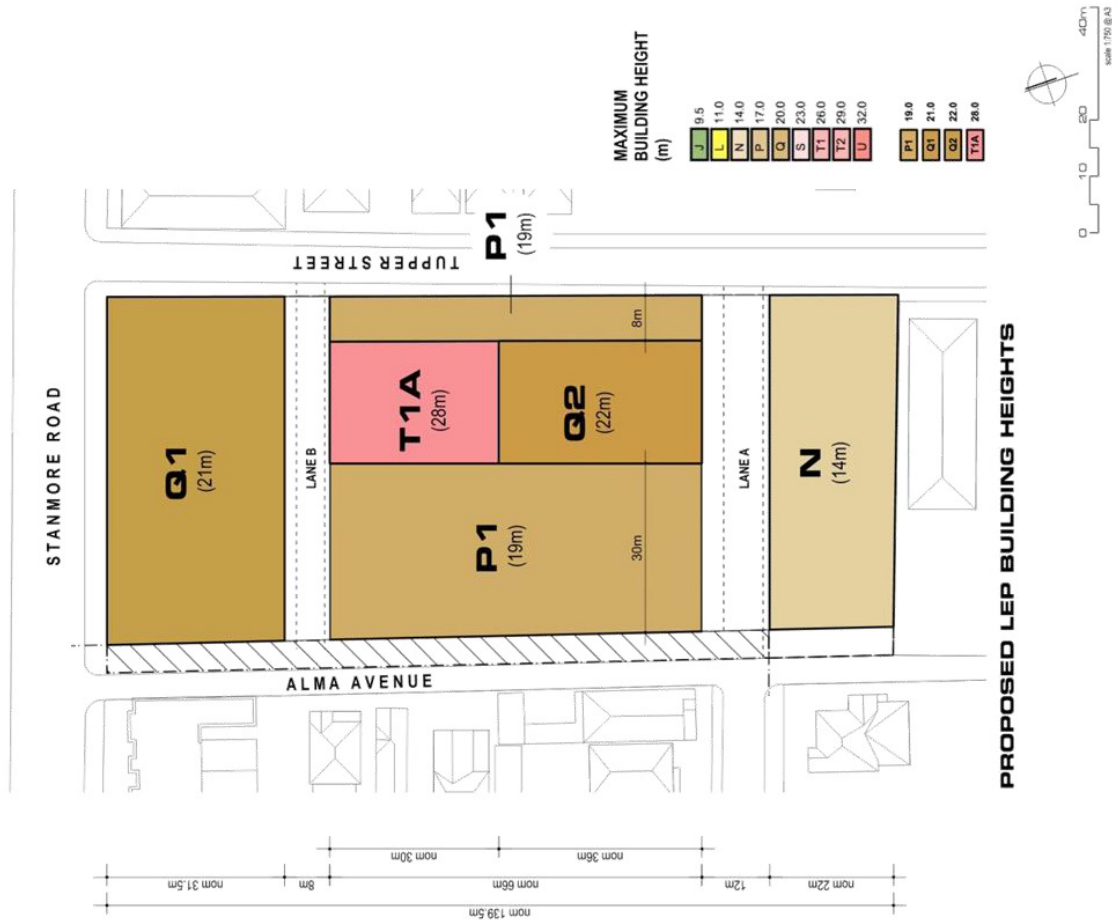 STANMORE ROAD
Q1
(21m)
LANE B
TUPPER STREET
P1
(19m)
T1A
(28m)
Q2
(22m)
P1
(19m)
8m
30m
LANE A
N
(14m)
ALMA AVENUE
nom 31.5m
8m
nom 66m
12m
nom 22m
nom 30m
nom 36m
nom 139.5m
MAXIMUM
BUILDING HEIGHT
(m)
J 9.5
L 11.0
N 14.0
P 17.0
Q 20.0
S 23.0
T1 26.0
T2 29.0
U 32.0
P1 19.0
Q1 21.0
Q2 22.0
T1A 28.0
0 10 20 40m
scale 1:750 @ A3
PROPOSED LEP BUILDING HEIGHTS